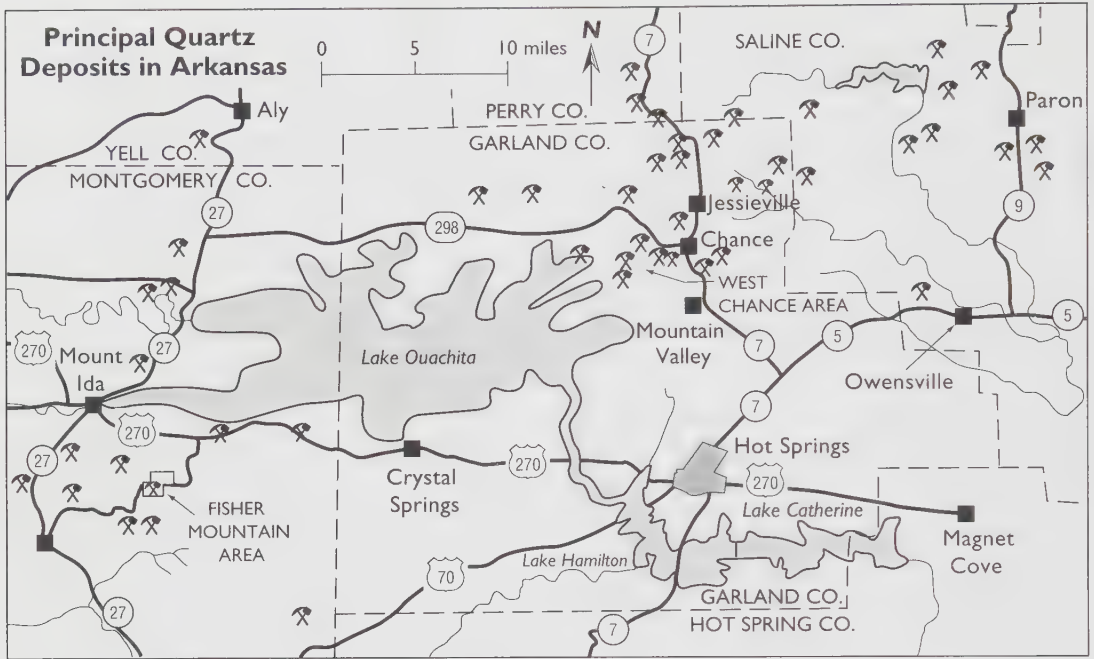 Principal Quartz
Deposits in Arkansas
0 5 10 miles
N
7
SALINE CO.
Aly
PERRY CO.
GARLAND CO.
Paron
YELL CO.
MONTGOMERY CO.
27
298
Jessieville
Chance
9
WEST
CHANCE AREA
Mountain
Valley
270
Mount
Ida
27
Lake Ouachita
7
5
5
Owensville
270
27
7
Hot Springs
Crystal
Springs
270
270
FISHER
MOUNTAIN
AREA
Lake Catherine
Magnet
Cove
Lake Hamilton
70
27
GARLAND CO.
HOT SPRING CO.
7